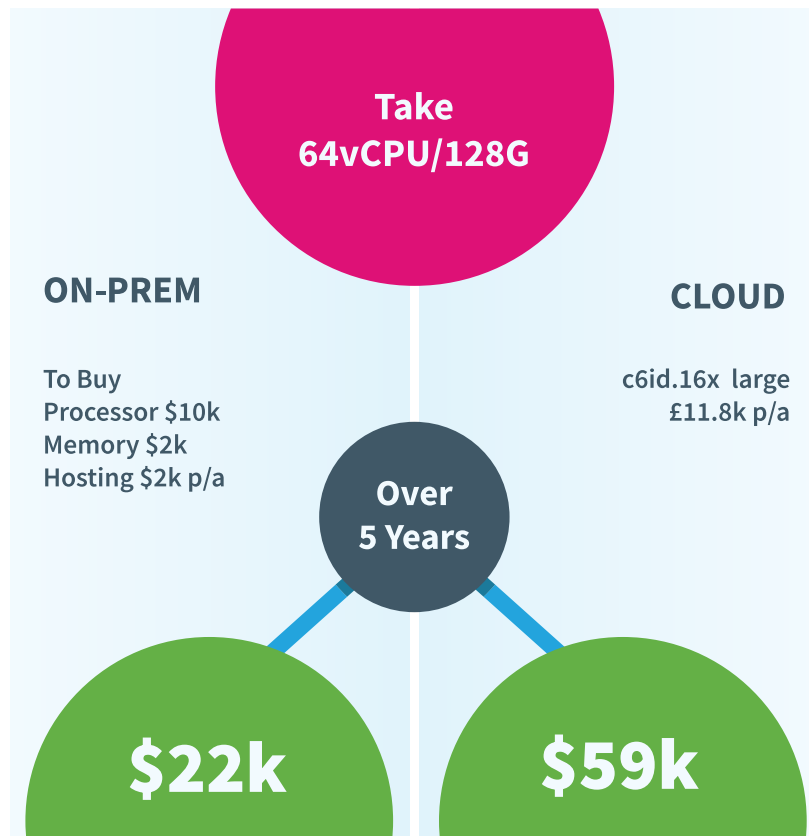 Take
64vCPU/128G
ON-PREM
To Buy
Processor $10k
Memory $2k
Hosting $2k p/a
CLOUD
c6id.16x large
£11.8k p/a
Over
5 Years
$22k
$59k